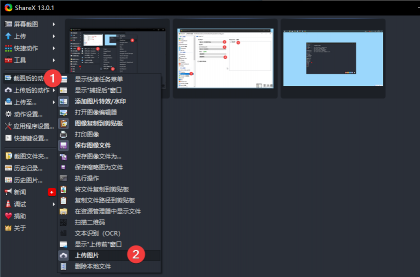 ShareX 13.0.1
屏幕截图
上传
快捷动作
工具
截图后的动作
上传后的动作
上传至...
动作设置...
应用程序设置...
快捷键设置...
截图文件夹...
历史记录...
历史图片...
新闻
调试
捐助
关于
1
显示快速任务菜单
显示“捕捉后”窗口
添加图片特效/水印
打开图像编辑器
图像复制到剪贴板
打印图像
保存图像文件
保存图像文件为...
保存缩略图为文件
执行操作
将文件复制到剪贴板
复制文件路径到剪贴板
在资源管理器中显示文件
扫描二维码
文本识别（OCR）
显示“上传前”窗口
上传图片
删除本地文件
2